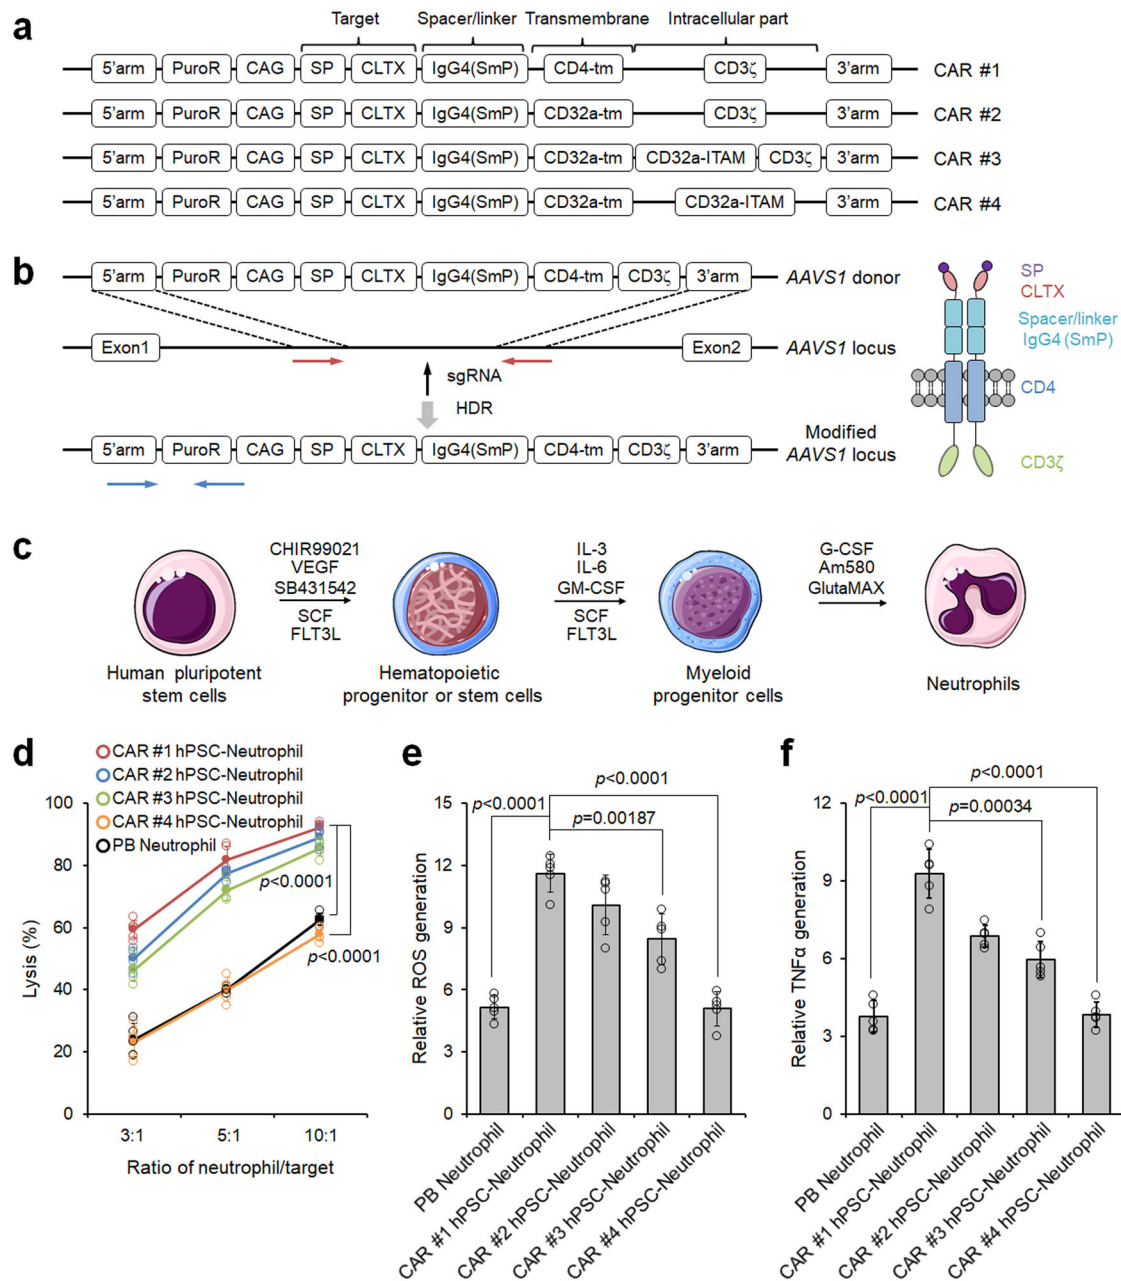 a
Target Spacer/linker Transmembrane Intracellular part
5’arm PuroR CAG SP CLTX IgG4(SmP) CD4-tm CD3ζ 3’arm CAR #1
5’arm PuroR CAG SP CLTX IgG4(SmP) CD32a-tm CD3ζ 3’arm CAR #2
5’arm PuroR CAG SP CLTX IgG4(SmP) CD32a-tm CD32a-ITAM CD3ζ 3’arm CAR #3
5’arm PuroR CAG SP CLTX IgG4(SmP) CD32a-tm CD32a-ITAM 3’arm CAR #4
b
5’arm PuroR CAG SP CLTX IgG4(SmP) CD4-tm CD3ζ 3’arm AAVS1 donor
Exon1 Exon2 AAVS1 locus
sgRNA
HDR
5’arm PuroR CAG SP CLTX IgG4(SmP) CD4-tm CD3ζ 3’arm
Modified
AAVS1 locus
SP
CLTX
Spacer/linker
IgG4 (SmP)
CD4
CD3ζ
c
CHIR99021
VEGF
SB431542
SCF
FLT3L
IL-3
IL-6
GM-CSF
SCF
FLT3L
G-CSF
Am580
GlutaMAX
Human pluripotent
stem cells
Hematopoietic
progenitor or stem cells
Myeloid
progenitor cells
Neutrophils
d
CAR #1 hPSC-Neutrophil
CAR #2 hPSC-Neutrophil
CAR #3 hPSC-Neutrophil
CAR #4 hPSC-Neutrophil
PB Neutrophil
p<0.0001
p<0.0001
Lysis (%)
100
80
60
40
20
0
3:1 5:1 10:1
Ratio of neutrophil/target
e
p<0.0001
p<0.0001
p=0.00187
Relative ROS generation
15
12
9
6
3
0
PB Neutrophil
CAR #1 hPSC-Neutrophil
CAR #2 hPSC-Neutrophil
CAR #3 hPSC-Neutrophil
CAR #4 hPSC-Neutrophil
f
p<0.0001
p<0.0001
p=0.00034
Relative TNFα generation
12
9
6
3
0
PB Neutrophil
CAR #1 hPSC-Neutrophil
CAR #2 hPSC-Neutrophil
CAR #3 hPSC-Neutrophil
CAR #4 hPSC-Neutrophil